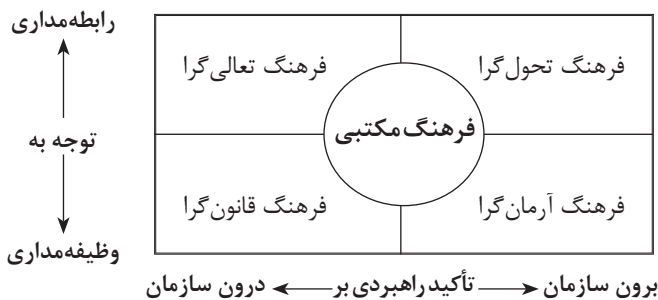 رابطه‌مداری
توجه به
وظیفه‌مداری
فرهنگ تحول‌گرا
فرهنگ تعالی‌گرا
فرهنگ مکتبی
فرهنگ آرمان‌گرا
فرهنگ قانون‌گرا
برون سازمان
تأکید راهبردی بر
درون سازمان